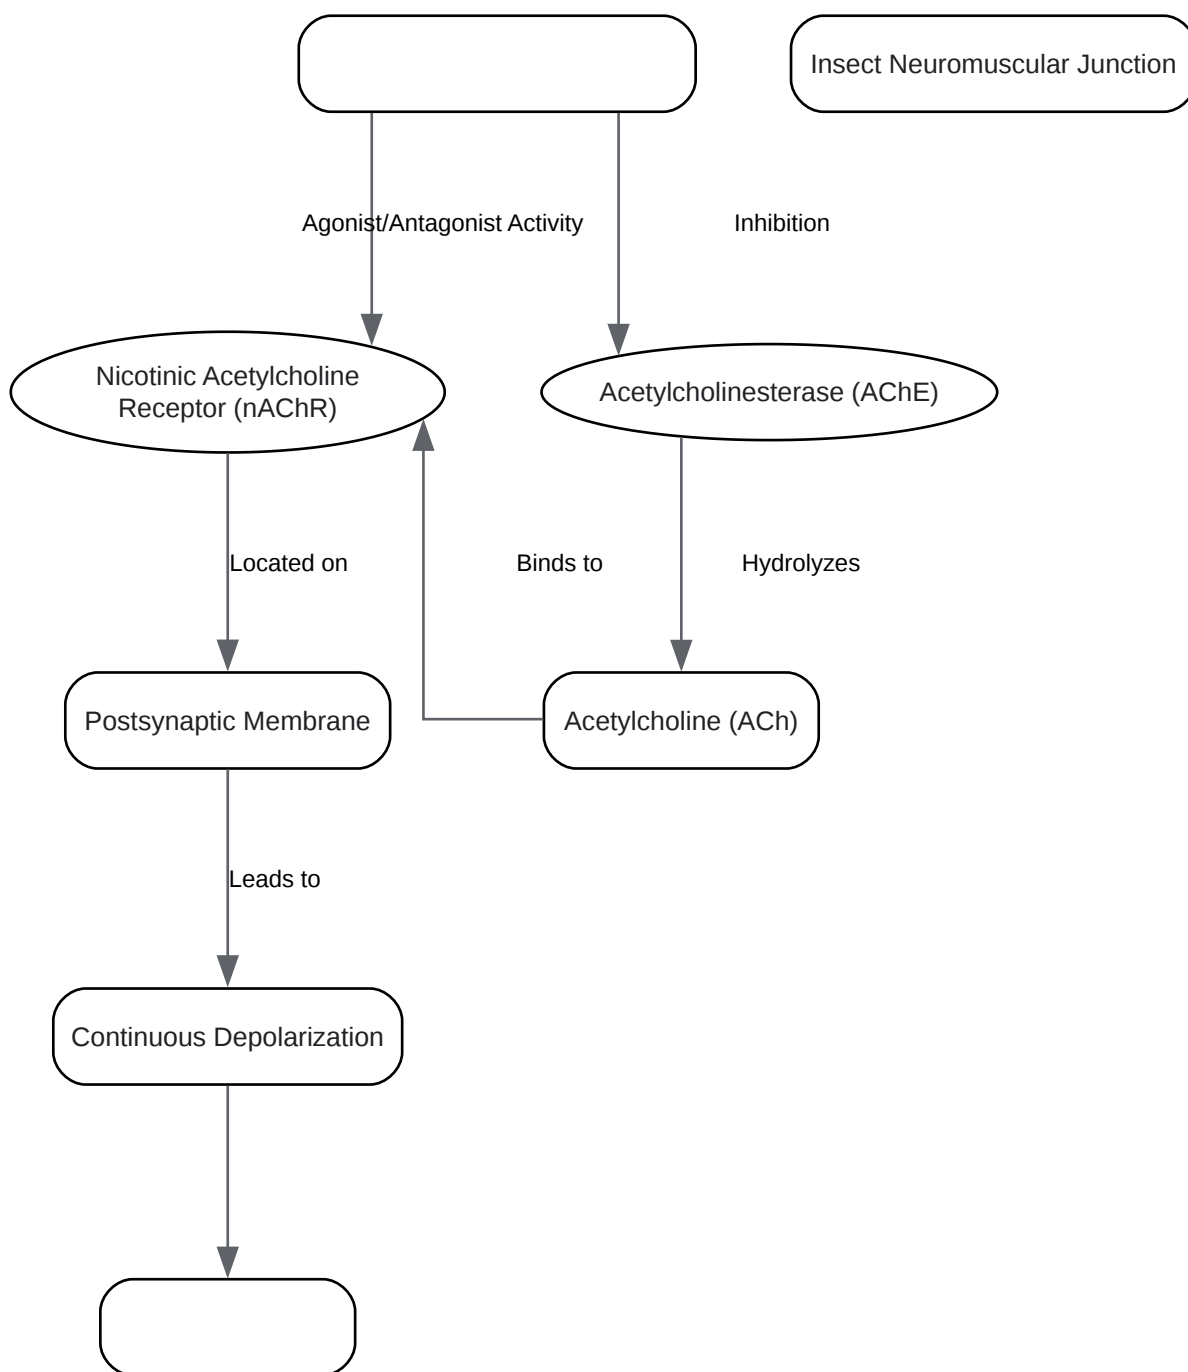 Insect Neuromuscular Junction
Agonist/Antagonist Activity
Inhibition
Nicotinic Acetylcholine
Receptor (nAChR)
Acetylcholinesterase (AChE)
Located on
Binds to
Hydrolyzes
Postsynaptic Membrane
Acetylcholine (ACh)
Leads to
Continuous Depolarization